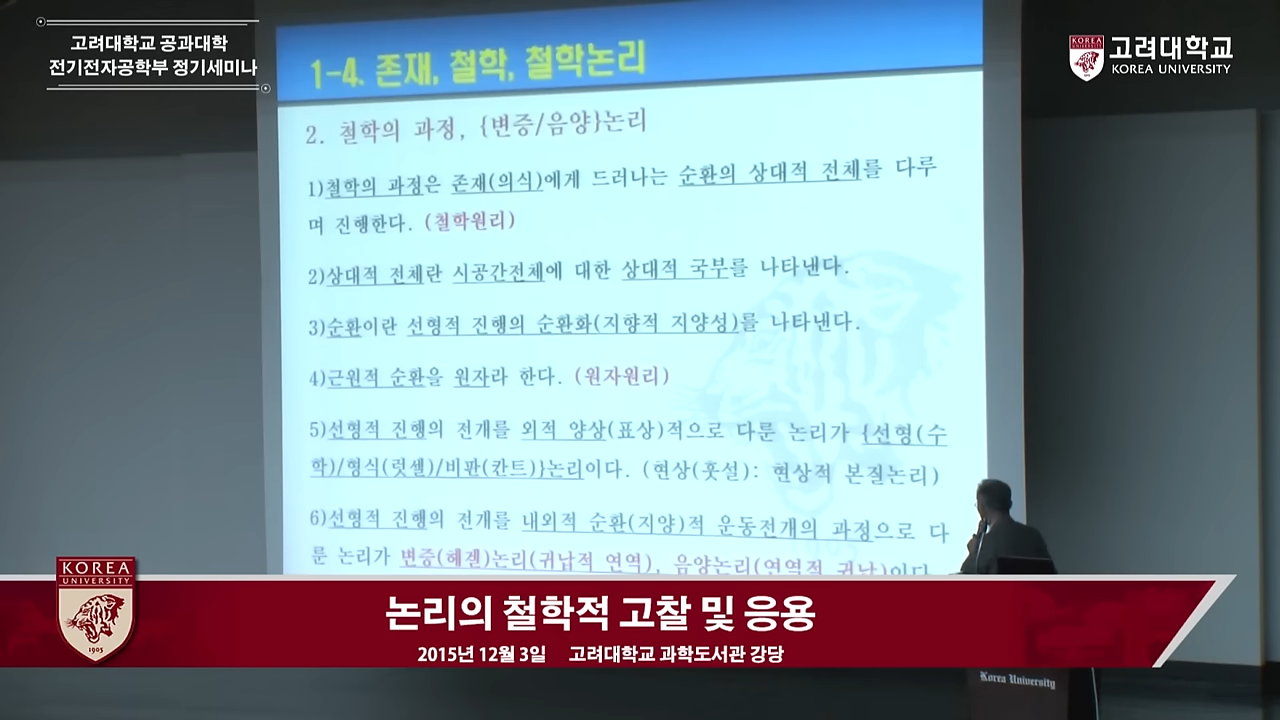 고려대학교 공과대학
전기전자공학부 정기세미나
KOREA
고려대학교
KOREA UNIVERSITY
1-4. 존재, 철학, 철학논리
2. 철학의 과정, {변증/음양}논리
1)철학의 과정은 존재(의식)에게 드러나는 순환의 상대적 전체를 다루
며 진행한다. (철학원리)
2)상대적 전체란 시공간전체에 대한 상대적 국부를 나타낸다.
3)순환이란 선형적 진행의 순환화(지향적 지양성)를 나타낸다.
4)근원적 순환을 원자라 한다. (원자원리)
5)선형적 진행의 전개를 외적 양상(표상)적으로 다룬 논리가 {선형(수
학)/형식(럿셀)/비판(칸트)}논리이다. (현상(훗설): 현상적 본질논리)
6)선형적 진행의 전개를 내외적 순환(지양)적 운동전개의 과정으로 다
룬 논리가 변증(헤겔)논리(귀납적 연역), 음양논리(연역적 귀납)이다
KOREA
UNIVERSITY
1905
논리의 철학적 고찰 및 응용
2015년 12월 3일 고려대학교 과학도서관 강당
Korea University